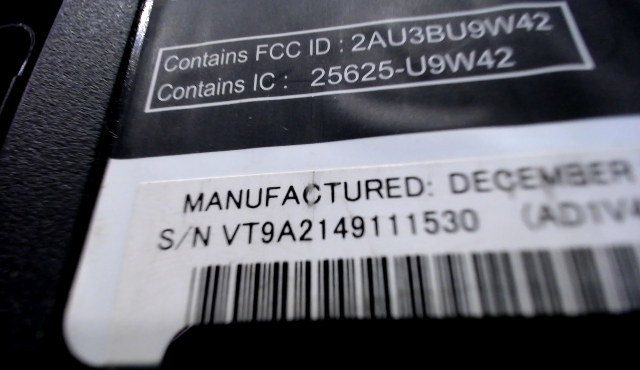 Contains FCC ID : 2AU3BU9W42
Contains IC : 25625-U9W42
MANUFACTURED: DECEMBER
S/N VT9A2149111530